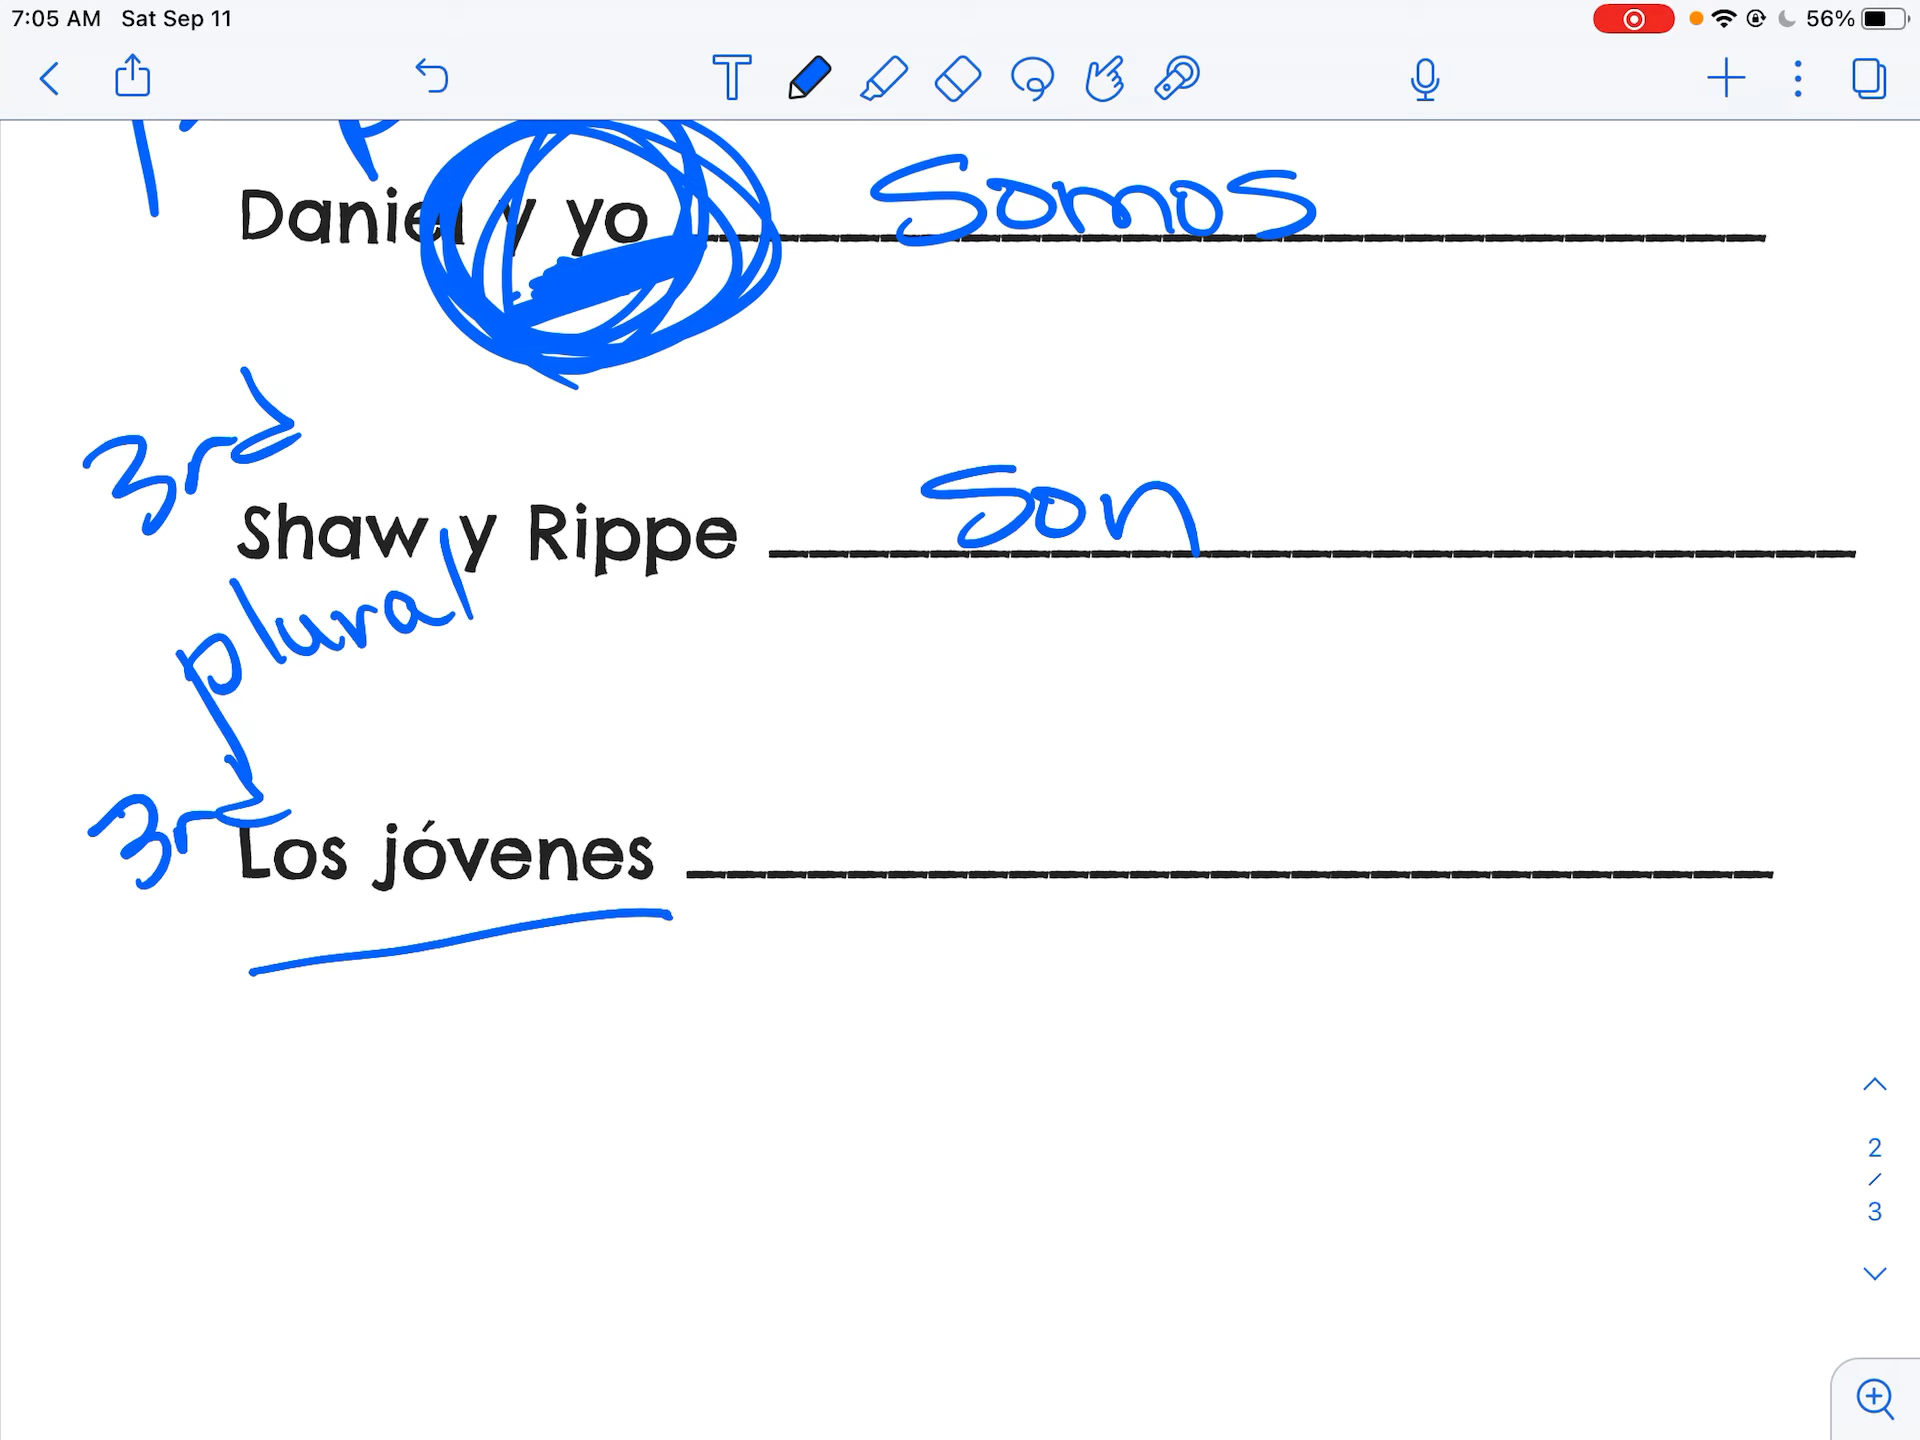 7:05 AM Sat Sep 11 56%
Daniel y yo Somos
3rd
Shaw y Rippe son
plural
3rd
Los jóvenes
2
/
3